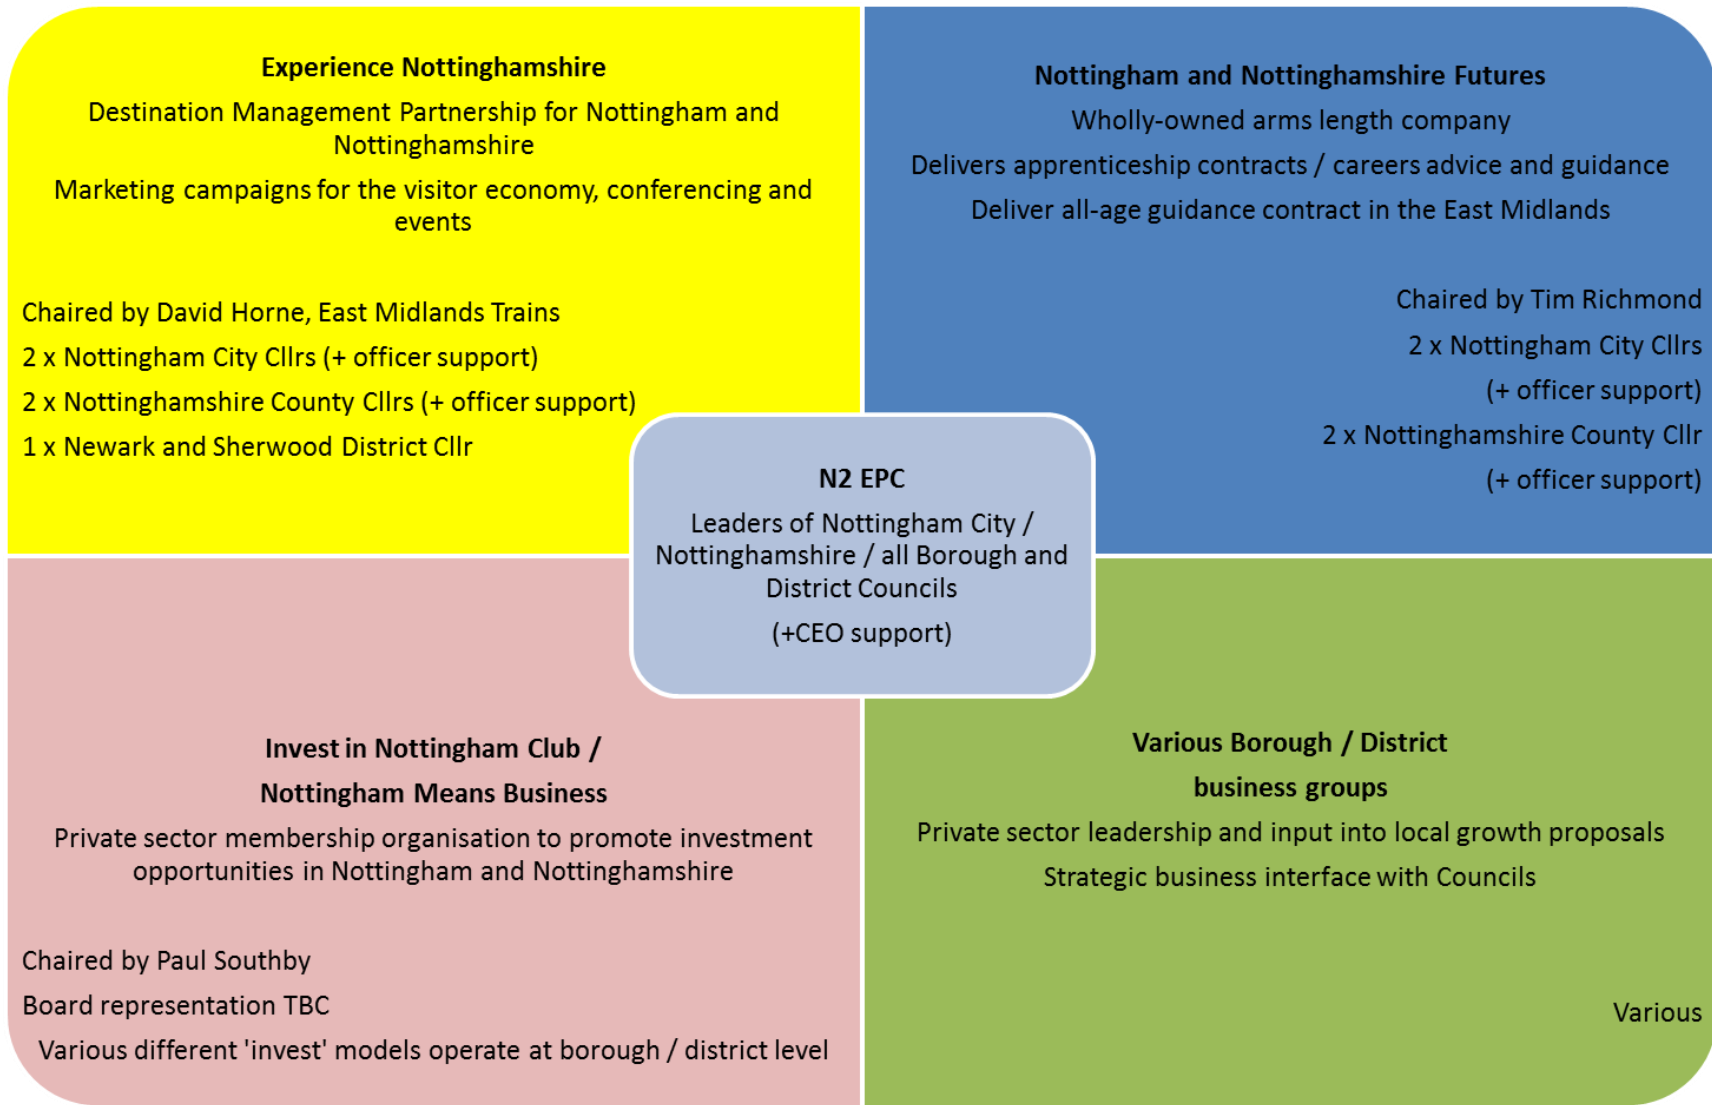 Experience Nottinghamshire
Destination Management Partnership for Nottingham and
Nottinghamshire
Marketing campaigns for the visitor economy, conferencing and
events
Chaired by David Horne, East Midlands Trains
2 x Nottingham City Cllrs (+ officer support)
2 x Nottinghamshire County Cllrs (+ officer support)
1 x Newark and Sherwood District Cllr
Nottingham and Nottinghamshire Futures
Wholly-owned arms length company
Delivers apprenticeship contracts / careers advice and guidance
Deliver all-age guidance contract in the East Midlands
Chaired by Tim Richmond
2 x Nottingham City Cllrs
(+ officer support)
2 x Nottinghamshire County Cllr
(+ officer support)
N2 EPC
Leaders of Nottingham City /
Nottinghamshire / all Borough and
District Councils
(+CEO support)
Invest in Nottingham Club /
Nottingham Means Business
Private sector membership organisation to promote investment
opportunities in Nottingham and Nottinghamshire
Chaired by Paul Southby
Board representation TBC
Various different 'invest' models operate at borough / district level
Various Borough / District
business groups
Private sector leadership and input into local growth proposals
Strategic business interface with Councils
Various